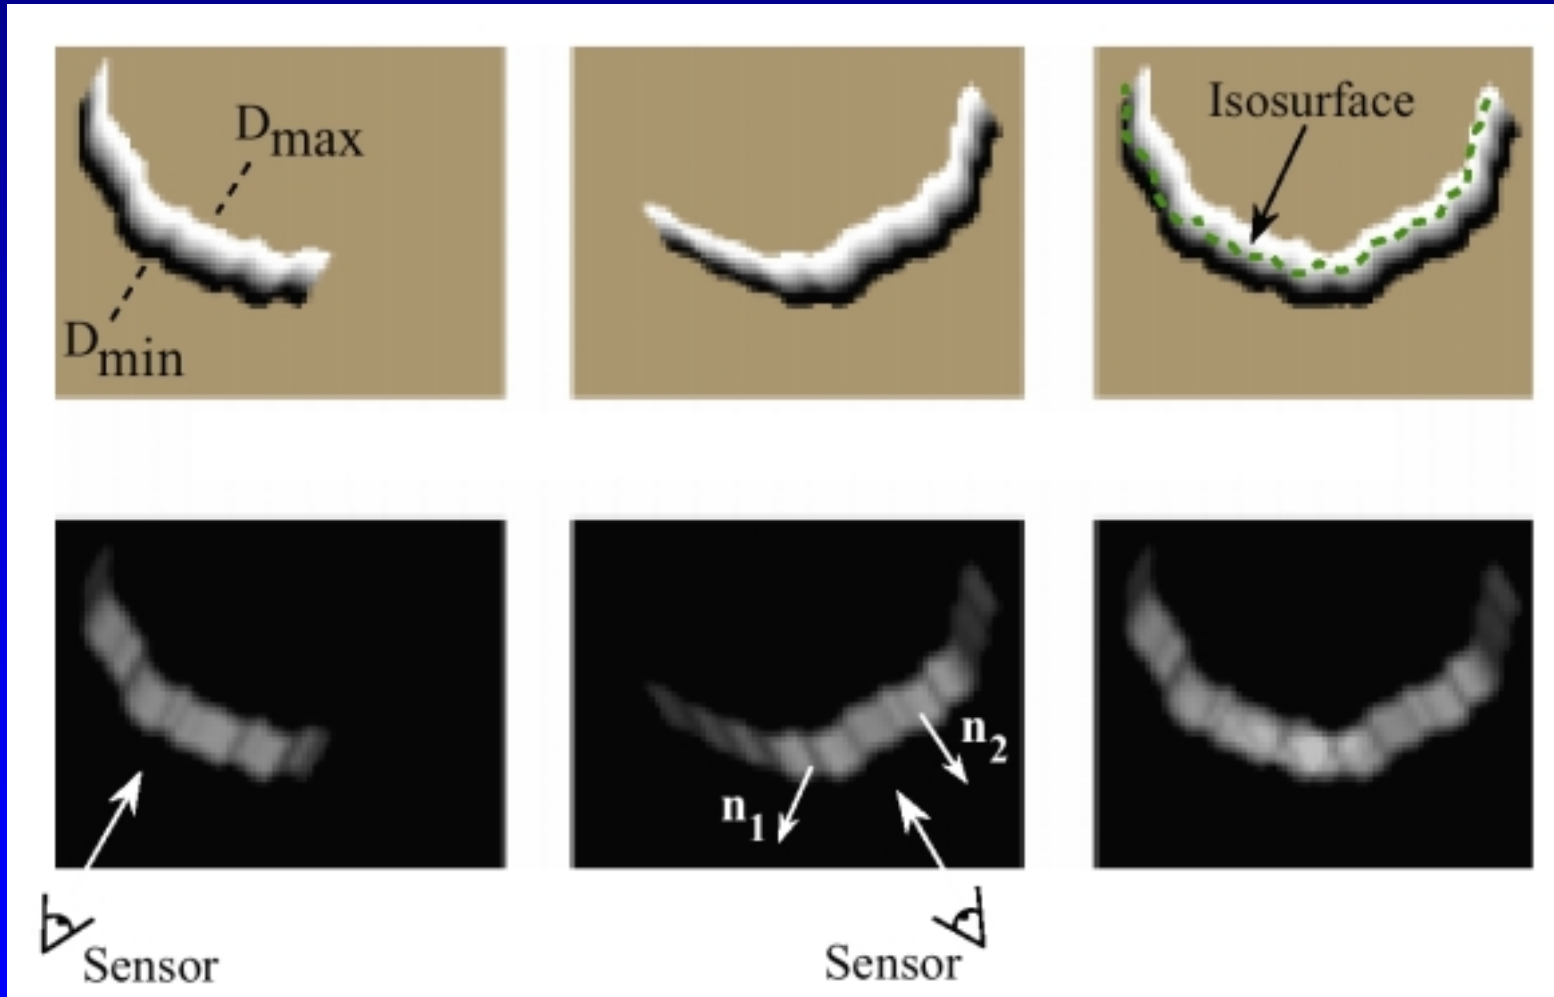 Dmax
Dmin
Isosurface
n1
n2
Sensor
Sensor